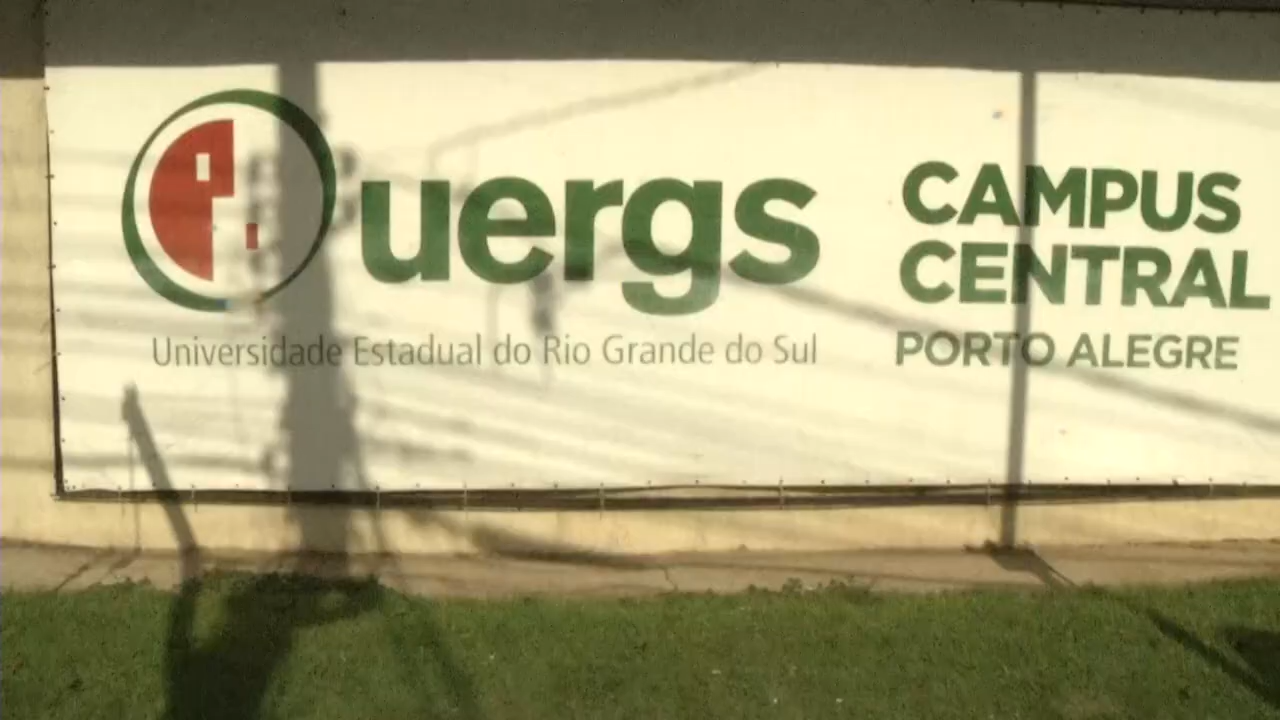 uergs
Universidade Estadual do Rio Grande do Sul
CAMPUS
CENTRAL
PORTO ALEGRE